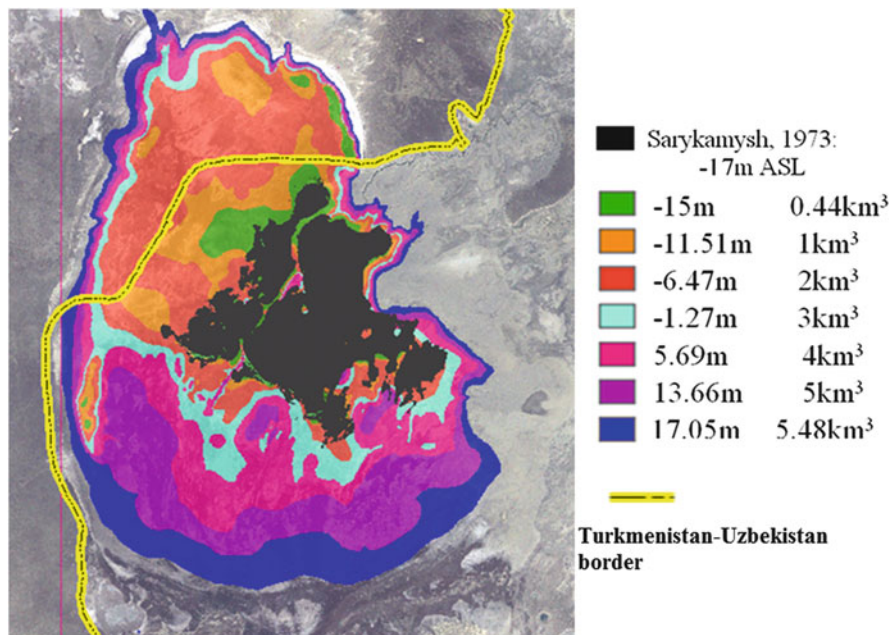 Sarykamysh, 1973:
-17m ASL
-15m 0.44km³
-11.51m 1km³
-6.47m 2km³
-1.27m 3km³
5.69m 4km³
13.66m 5km³
17.05m 5.48km³
Turkmenistan-Uzbekistan
border